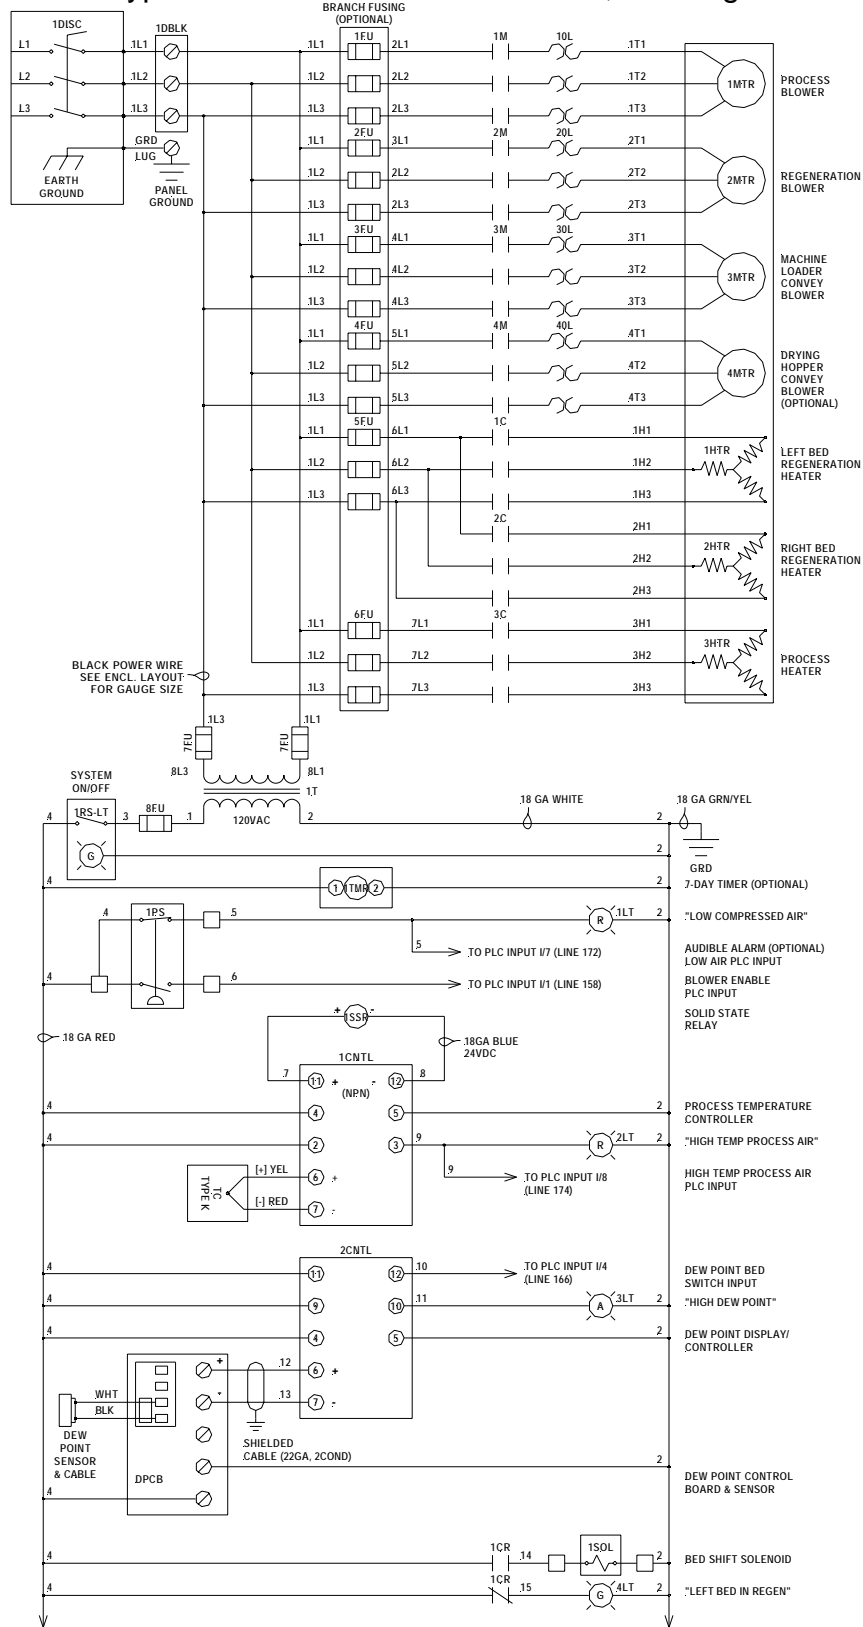 BRANCH FUSING
(OPTIONAL)
1DISC
1DBLK
1FU
L1
1L1
1L1
2L1
1M
1OL
1T1
L2
1L2
1L2
2L2
1T2
1MTR
PROCESS
BLOWER
L3
1L3
1L3
2L3
1T3
2FU
GRD
LUG
1L1
3L1
2M
2OL
2T1
EARTH
GROUND
PANEL
GROUND
1L2
2L2
2T2
2MTR
REGENERATION
BLOWER
1L3
2L3
2T3
3FU
1L1
4L1
3M
3OL
3T1
1L2
4L2
3T2
3MTR
MACHINE
LOADER
CONVEY
BLOWER
1L3
4L3
3T3
4FU
1L1
5L1
4M
4OL
4T1
1L2
5L2
4T2
4MTR
DRYING
HOPPER
CONVEY
BLOWER
(OPTIONAL)
1L3
5L3
4T3
5FU
1L1
6L1
1C
1H1
1L2
6L2
1H2
1HTR
LEFT BED
REGENERATION
HEATER
1L3
6L3
1H3
2C
2H1
2H2
2HTR
RIGHT BED
REGENERATION
HEATER
2H3
6FU
1L1
7L1
3C
3H1
1L2
7L2
3H2
3HTR
PROCESS
HEATER
1L3
7L3
3H3
BLACK POWER WIRE
SEE ENCL. LAYOUT
FOR GAUGE SIZE
1L3
1L1
7FU
7FU
8L3
8L1
1T
120VAC
SYSTEM
ON/OFF
4
1RS-LT
3
8FU
1
2
18 GA WHITE
2
18 GA GRN/YEL
G
2
GRD
4
1
1TMR
2
2
7-DAY TIMER (OPTIONAL)
4
1PS
5
R
1LT
2
"LOW COMPRESSED AIR"
5
TO PLC INPUT I/7 (LINE 172)
AUDIBLE ALARM (OPTIONAL)
LOW AIR PLC INPUT
4
6
TO PLC INPUT I/1 (LINE 158)
BLOWER ENABLE
PLC INPUT
+
1SSR
-
SOLID STATE
RELAY
18 GA RED
18GA BLUE
24VDC
1CNTL
7
11
+
-
12
8
(NPN)
4
4
5
2
PROCESS TEMPERATURE
CONTROLLER
4
2
3
9
R
2LT
2
"HIGH TEMP PROCESS AIR"
TC
TYPE K
[+] YEL
6
+
9
TO PLC INPUT I/8
(LINE 174)
HIGH TEMP PROCESS AIR
PLC INPUT
[-] RED
7
-
2CNTL
4
11
12
10
TO PLC INPUT I/4
(LINE 166)
DEW POINT BED
SWITCH INPUT
4
9
10
11
A
3LT
2
"HIGH DEW POINT"
4
4
5
2
DEW POINT DISPLAY/
CONTROLLER
+
12
6
+
WHT
-
13
7
-
BLK
DEW
POINT
SENSOR
& CABLE
SHIELDED
CABLE (22GA, 2COND)
DPCB
2
DEW POINT CONTROL
BOARD & SENSOR
4
4
1CR
14
1SOL
2
BED SHIFT SOLENOID
4
1CR
15
G
4LT
2
"LEFT BED IN REGEN"